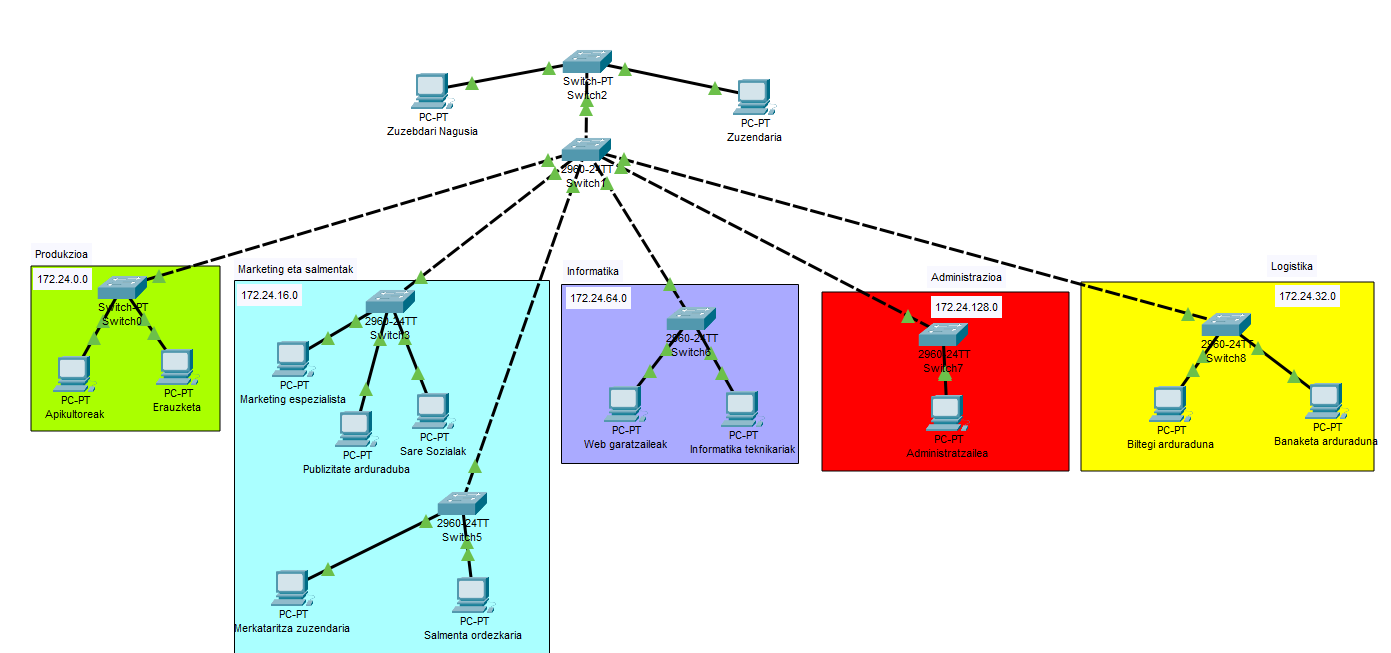 Switch-PT
Switch2
PC-PT
Zuzebdari Nagusia
PC-PT
Zuzendaria
2960-24TT
Switch1
Produkzioa
172.24.0.0
Switch-PT
Switch0
PC-PT
Apikultoreak
PC-PT
Erauzketa
Marketing eta salmentak
172.24.16.0
2960-24TT
Switch3
PC-PT
Marketing espezialista
PC-PT
Publizitate arduraduba
PC-PT
Sare Sozialak
2960-24TT
Switch5
PC-PT
Merkataritza zuzendaria
PC-PT
Salmenta ordezkaria
Informatika
172.24.64.0
2960-24TT
Switch6
PC-PT
Web garatzaileak
PC-PT
Informatika teknikariak
Administrazioa
172.24.128.0
2960-24TT
Switch7
PC-PT
Administratzailea
Logistika
172.24.32.0
2960-24TT
Switch8
PC-PT
Biltegi arduraduna
PC-PT
Banaketa arduraduna